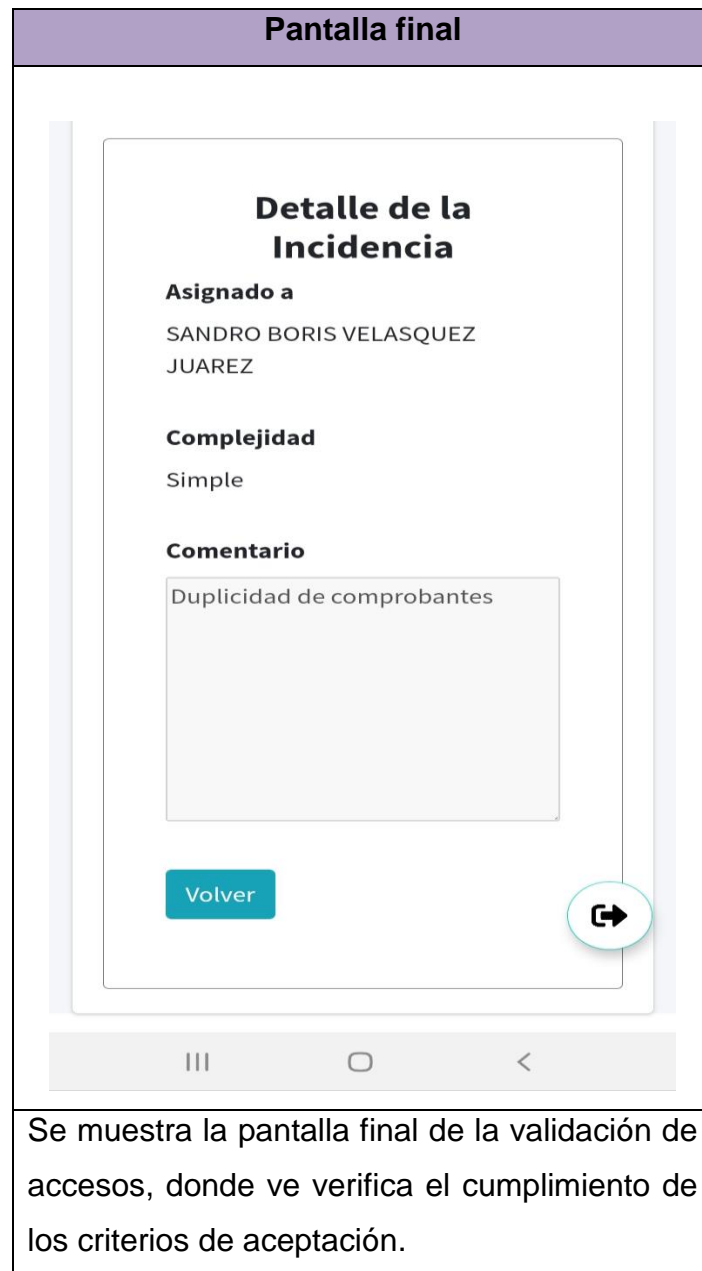 Pantalla final
Detalle de la
Incidencia
Asignado a
SANDRO BORIS VELASQUEZ
JUAREZ
Complejidad
Simple
Comentario
Duplicidad de comprobantes
Volver
Se muestra la pantalla final de la validación de
accesos, donde ve verifica el cumplimiento de
los criterios de aceptación.